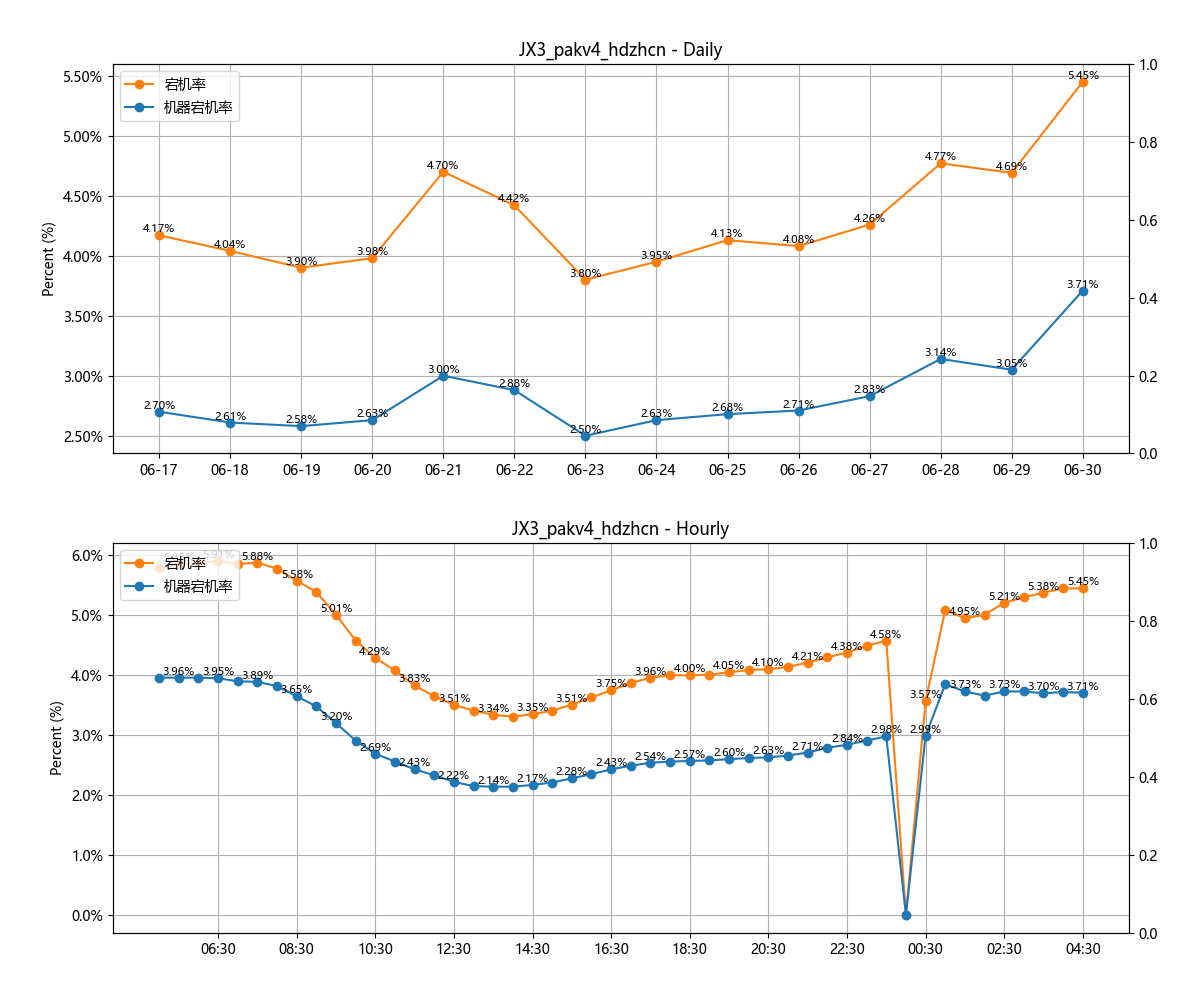 JX3_pakv4_hdzhcn - Daily
宕机率
机器宕机率
Percent (%)
5.50%
5.00%
4.50%
4.00%
3.50%
3.00%
2.50%
1.0
0.8
0.6
0.4
0.2
0.0
4.17% 4.04% 3.90% 3.98% 4.70% 4.42% 3.80% 3.95% 4.13% 4.08% 4.26% 4.77% 4.69% 5.45%
2.70% 2.61% 2.58% 2.63% 3.00% 2.88% 2.50% 2.63% 2.68% 2.71% 2.83% 3.14% 3.05% 3.71%
06-17 06-18 06-19 06-20 06-21 06-22 06-23 06-24 06-25 06-26 06-27 06-28 06-29 06-30
JX3_pakv4_hdzhcn - Hourly
宕机率
机器宕机率
Percent (%)
6.0%
5.0%
4.0%
3.0%
2.0%
1.0%
0.0%
1.0
0.8
0.6
0.4
0.2
0.0
5.91% 5.88% 5.58% 5.01% 4.29% 3.83% 3.51% 3.34% 3.35% 3.51% 3.75% 3.96% 4.00% 4.05% 4.10% 4.21% 4.38% 4.58% 3.57% 4.95% 5.21% 5.38% 5.45%
3.96% 3.95% 3.89% 3.65% 3.20% 2.69% 2.43% 2.22% 2.14% 2.17% 2.28% 2.43% 2.54% 2.57% 2.60% 2.63% 2.71% 2.84% 2.98% 2.99% 3.73% 3.73% 3.70% 3.71%
06:30 08:30 10:30 12:30 14:30 16:30 18:30 20:30 22:30 00:30 02:30 04:30